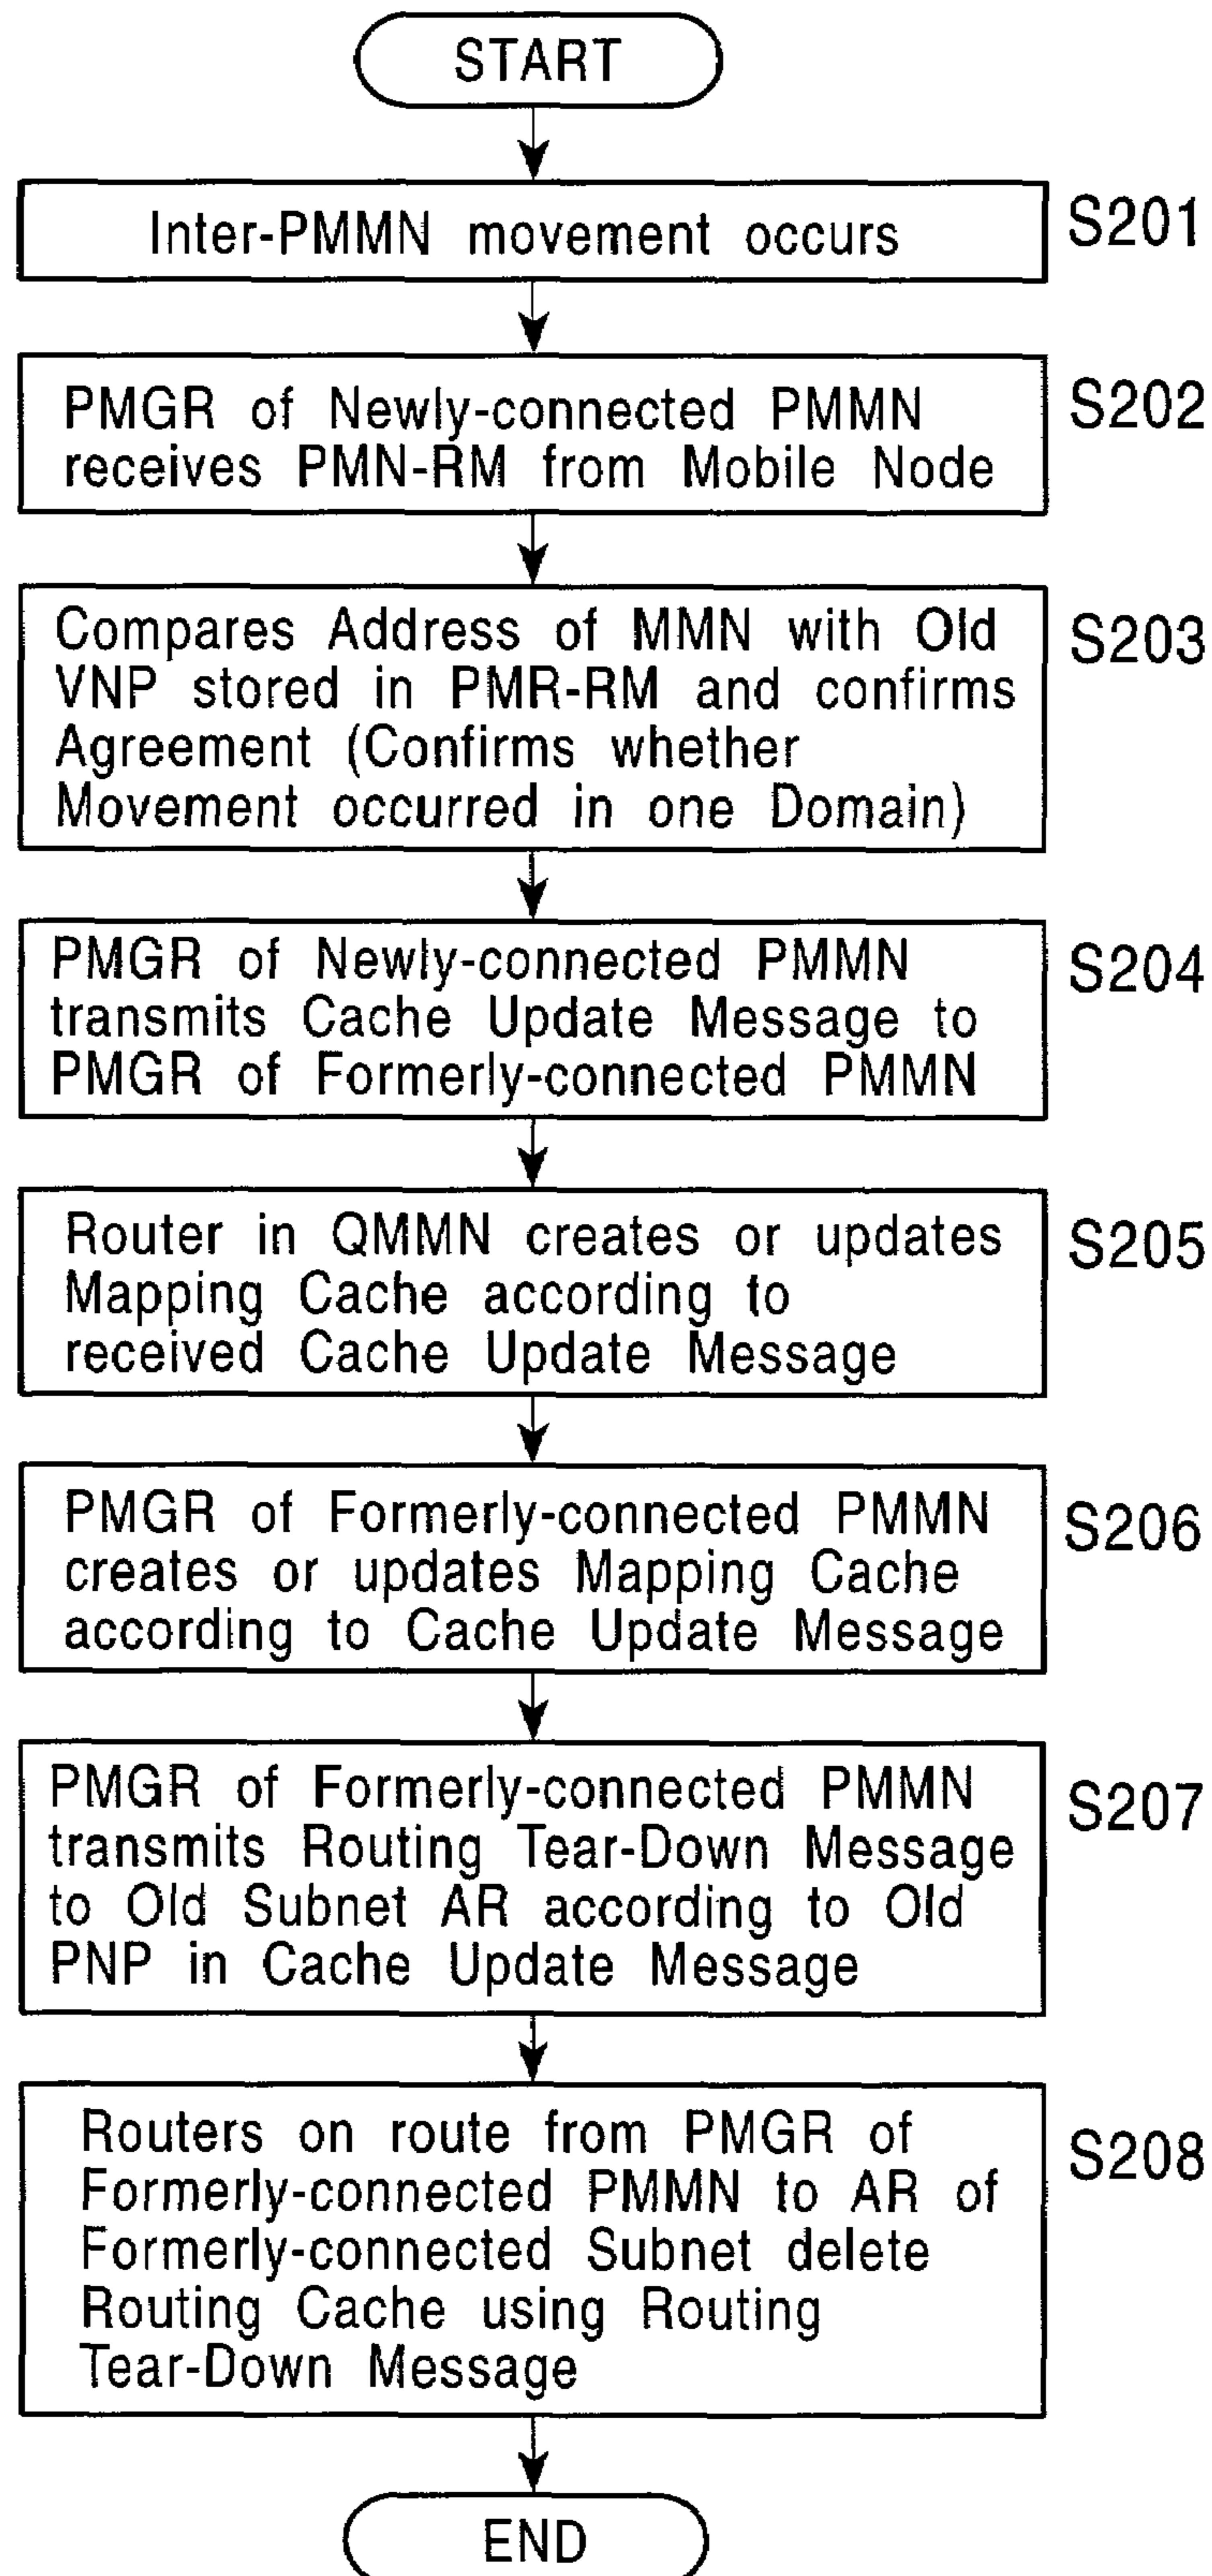 START
Inter-PMMN movement occurs
S201
PMGR of Newly-connected PMMN
receives PMN-RM from Mobile Node
S202
Compares Address of MMN with Old
VNP stored in PMR-RM and confirms
Agreement (Confirms whether
Movement occurred in one Domain)
S203
PMGR of Newly-connected PMMN
transmits Cache Update Message to
PMGR of Formerly-connected PMMN
S204
Router in QMMN creates or updates
Mapping Cache according to
received Cache Update Message
S205
PMGR of Formerly-connected PMMN
creates or updates Mapping Cache
according to Cache Update Message
S206
PMGR of Formerly-connected PMMN
transmits Routing Tear-Down Message
to Old Subnet AR according to Old
PNP in Cache Update Message
S207
Routers on route from PMGR of
Formerly-connected PMMN to AR of
Formerly-connected Subnet delete
Routing Cache using Routing
Tear-Down Message
S208
END